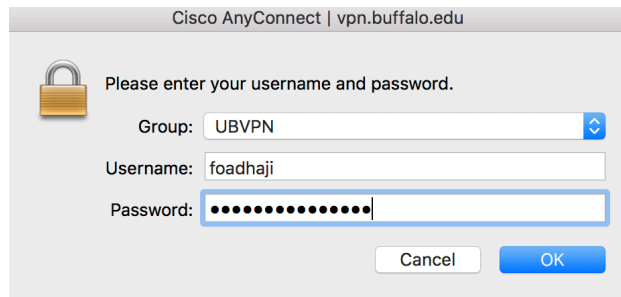 Cisco AnyConnect | vpn.buffalo.edu
Please enter your username and password.
Group: UBVPN
Username: foadhaji
Password: •••••••••••••••
Cancel OK